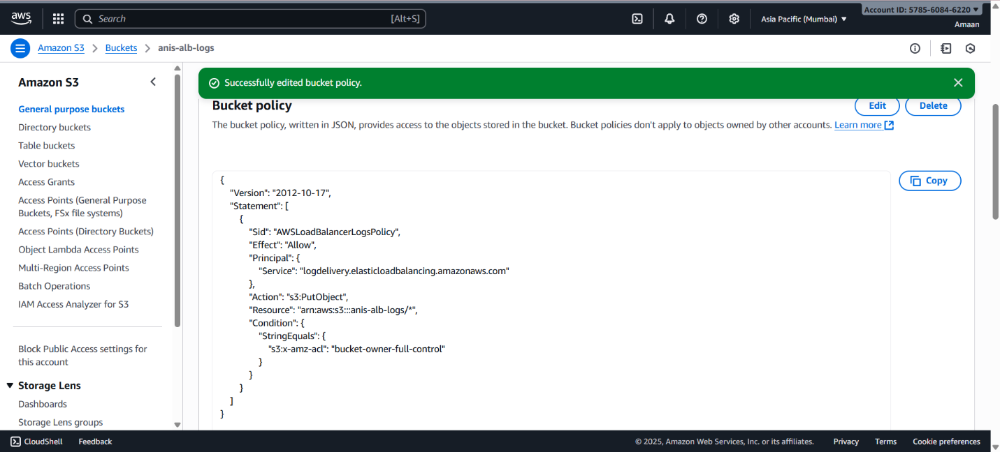 aws
Search
[Alt+S]
Asia Pacific (Mumbai)
Account ID: 5785-6084-6220
Amaan
Amazon S3
Buckets
anis-alb-logs
Amazon S3
General purpose buckets
Directory buckets
Table buckets
Vector buckets
Access Grants
Access Points (General Purpose
Buckets, FSx file systems)
Access Points (Directory Buckets)
Object Lambda Access Points
Multi-Region Access Points
Batch Operations
IAM Access Analyzer for S3
Block Public Access settings for
this account
Storage Lens
Dashboards
Storage Lens groups
Successfully edited bucket policy.
Bucket policy
Edit
Delete
The bucket policy, written in JSON, provides access to the objects stored in the bucket. Bucket policies don't apply to objects owned by other accounts. Learn more
Copy
{
"Version": "2012-10-17",
"Statement": [
{
"Sid": "AWSLoadBalancerLogsPolicy",
"Effect": "Allow",
"Principal": {
"Service": "logdelivery.elasticloadbalancing.amazonaws.com"
},
"Action": "s3:PutObject",
"Resource": "arn:aws:s3:::anis-alb-logs/*",
"Condition": {
"StringEquals": {
"s3:x-amz-acl": "bucket-owner-full-control"
}
}
}
]
}
CloudShell
Feedback
© 2025, Amazon Web Services, Inc. or its affiliates.
Privacy
Terms
Cookie preferences